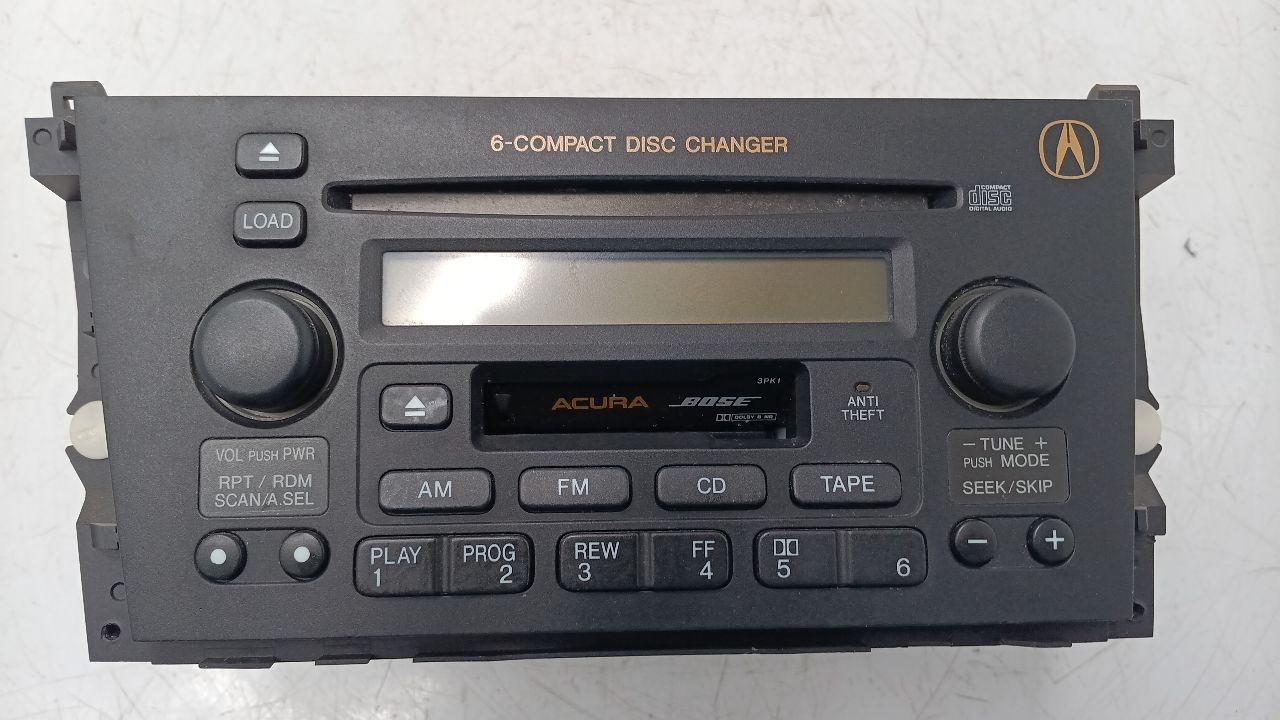 6-COMPACT DISC CHANGER
COMPACT
disc
DIGITAL AUDIO
LOAD
3PK1
ACURA BOSE
DOLBY B NR
ANTI
THEFT
VOL PUSH PWR
RPT / RDM
SCAN/A.SEL
AM FM CD TAPE
- TUNE +
PUSH MODE
SEEK/SKIP
PLAY PROG REW FF
1 2 3 4 5 6
- +